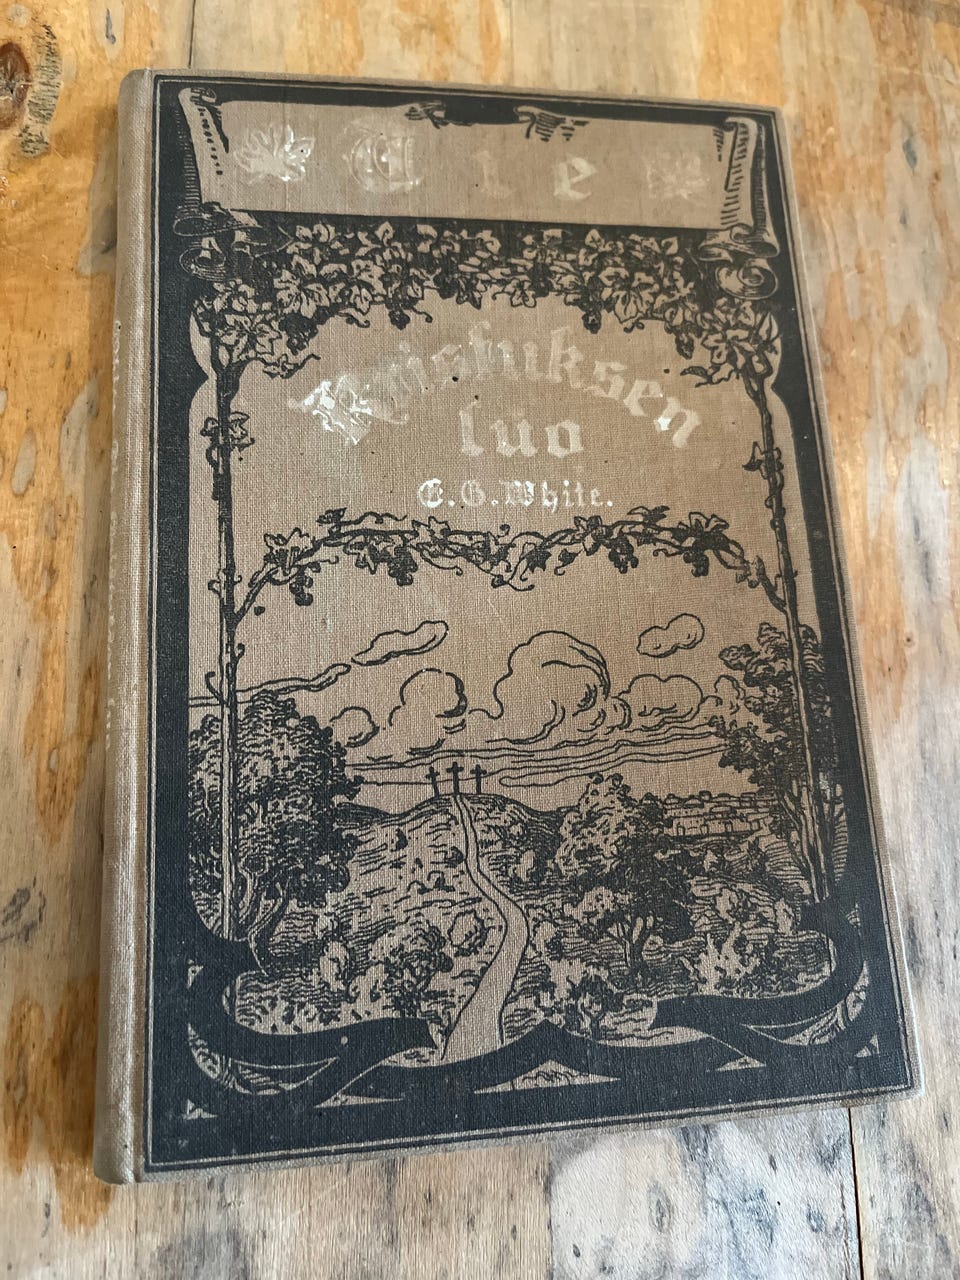 Tie
Kristuksen
luo
E. G. White.